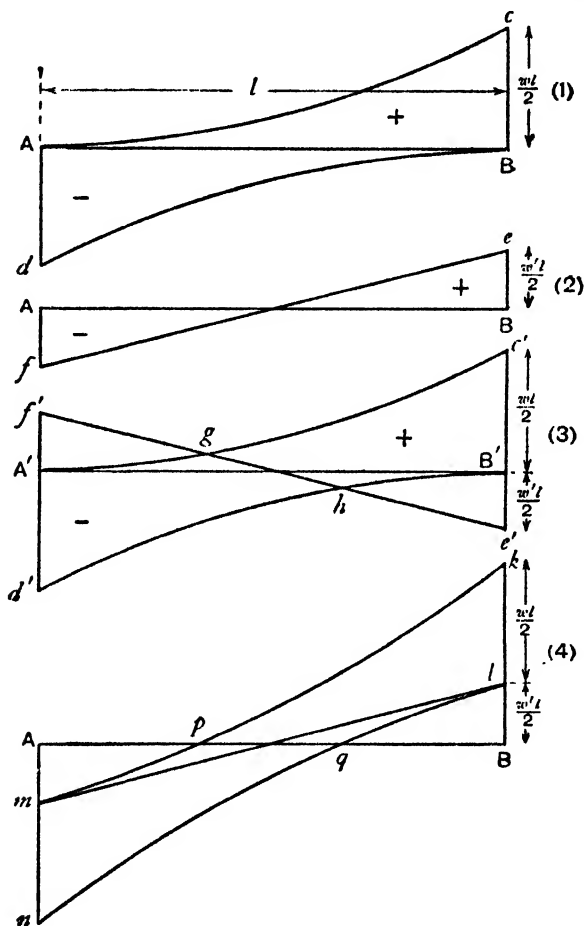 c
l
wl/2 (1)
+
A
B
−
d
e
A
+
w'l/2 (2)
−
B
f
c'
f'
wl/2
g
+
(3)
A'
B'
−
h
w'l/2
d'
e'
k
wl/2
(4)
p
l
A
w'l/2
q
B
m
n